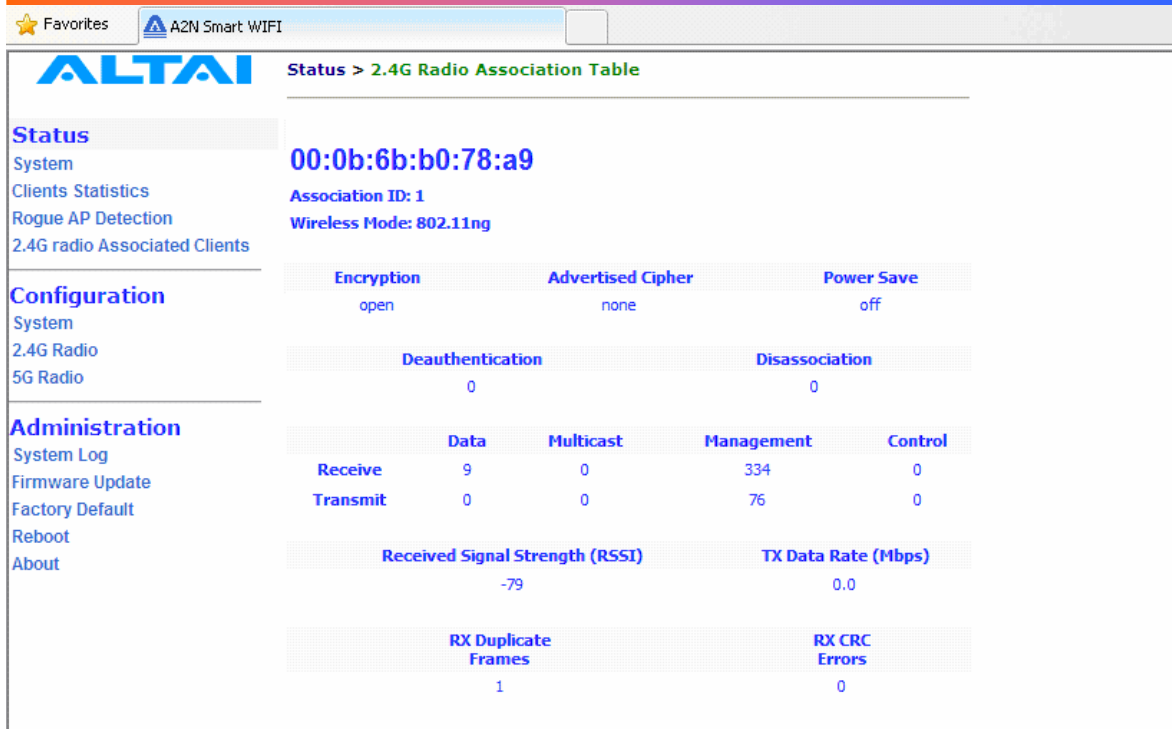 Favorites
A2N Smart WIFI
ALTAI
Status > 2.4G Radio Association Table
Status
System
Clients Statistics
Rogue AP Detection
2.4G radio Associated Clients
Configuration
System
2.4G Radio
5G Radio
Administration
System Log
Firmware Update
Factory Default
Reboot
About
00:0b:6b:b0:78:a9
Association ID: 1
Wireless Mode: 802.11ng
Encryption Advertised Cipher Power Save
open none off
Deauthentication Disassociation
0 0
Data Multicast Management Control
Receive 9 0 334 0
Transmit 0 0 76 0
Received Signal Strength (RSSI) TX Data Rate (Mbps)
-79 0.0
RX Duplicate RX CRC
Frames Errors
1 0